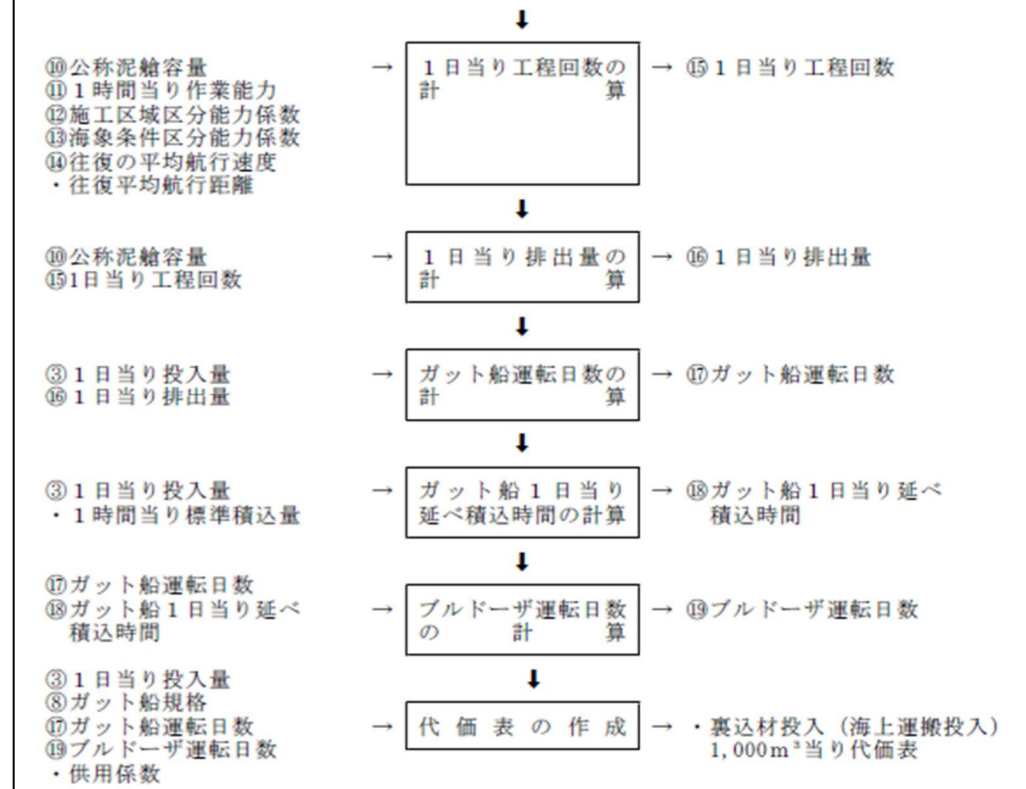 ↓
⑩公称泥艙容量 → 1日当り工程回数の → ⑮1日当り工程回数
⑪1時間当り作業能力 計算
⑫施工区域区分能力係数
⑬海象条件区分能力係数
⑭往復の平均航行速度
・往復平均航行距離
↓
⑩公称泥艙容量 → 1日当り排出量の → ⑯1日当り排出量
⑮1日当り工程回数 計算
↓
③1日当り投入量 → ガット船運転日数の → ⑰ガット船運転日数
⑯1日当り排出量 計算
↓
③1日当り投入量 → ガット船1日当り → ⑱ガット船1日当り延べ
・1時間当り標準積込量 延べ積込時間の計算 積込時間
↓
⑰ガット船運転日数
⑱ガット船1日当り延べ → ブルドーザ運転日数 → ⑲ブルドーザ運転日数
積込時間 の計算
↓
③1日当り投入量
⑧ガット船規格
⑰ガット船運転日数 → 代価表の作成 → ・裏込材投入（海上運搬投入）
⑲ブルドーザ運転日数 1,000m³当り代価表
・供用係数